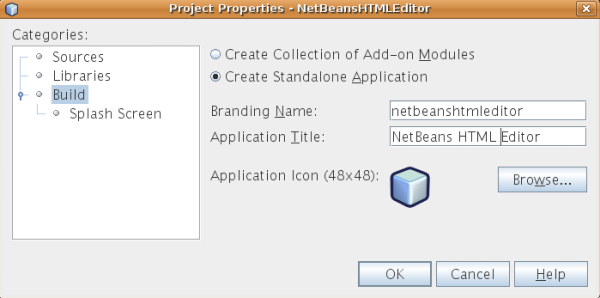 Project Properties - NetBeansHTMLEditor
Categories:
Sources
Libraries
Build
Splash Screen
Create Collection of Add-on Modules
Create Standalone Application
Branding Name: netbeanshtmleditor
Application Title: NetBeans HTML Editor
Application Icon (48x48): Browse...
OK Cancel Help